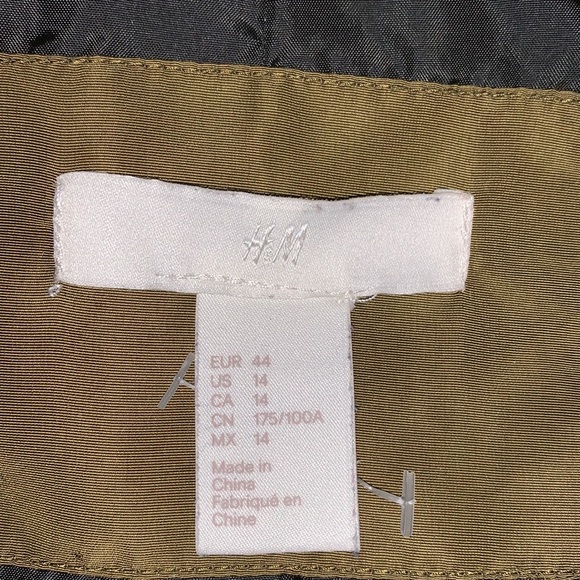 H&M
EUR 44
US 14
CA 14
CN 175/100A
MX 14
Made in
China
Fabriqué en
Chine